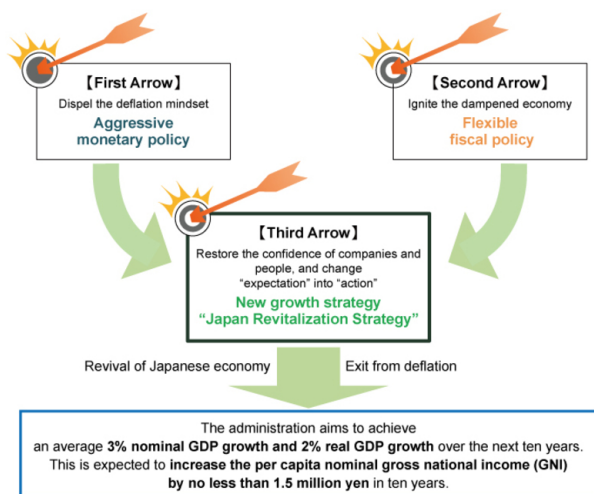 【First Arrow】
Dispel the deflation mindset
Aggressive
monetary policy
【Second Arrow】
Ignite the dampened economy
Flexible
fiscal policy
【Third Arrow】
Restore the confidence of companies and
people, and change
“expectation” into “action”
New growth strategy
“Japan Revitalization Strategy”
Revival of Japanese economy
Exit from deflation
The administration aims to achieve
an average 3% nominal GDP growth and 2% real GDP growth over the next ten years.
This is expected to increase the per capita nominal gross national income (GNI)
by no less than 1.5 million yen in ten years.